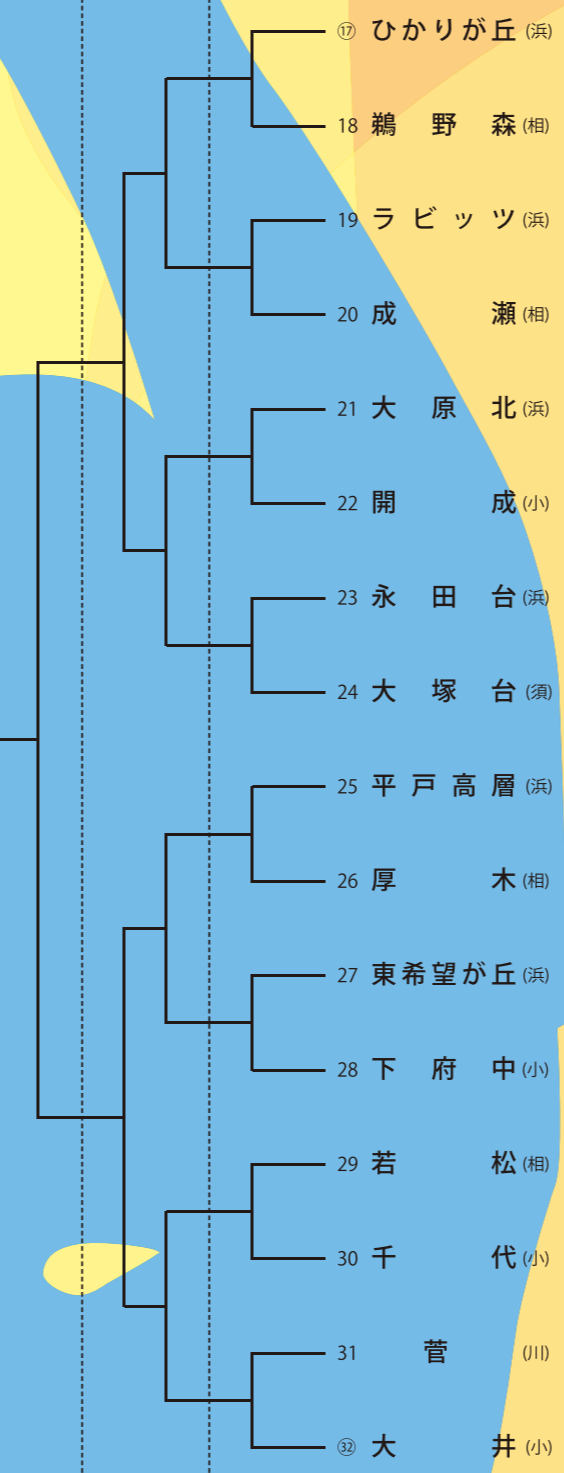 ⑰ ひかりが丘 (浜)
18 鵜野森 (相)
19 ラビッツ (浜)
20 成瀬 (相)
21 大原北 (浜)
22 開成 (小)
23 永田台 (浜)
24 大塚台 (須)
25 平戸高層 (浜)
26 厚木 (相)
27 東希望が丘 (浜)
28 下府中 (小)
29 若松 (相)
30 千代 (小)
31 菅 (川)
㉜ 大井 (小)